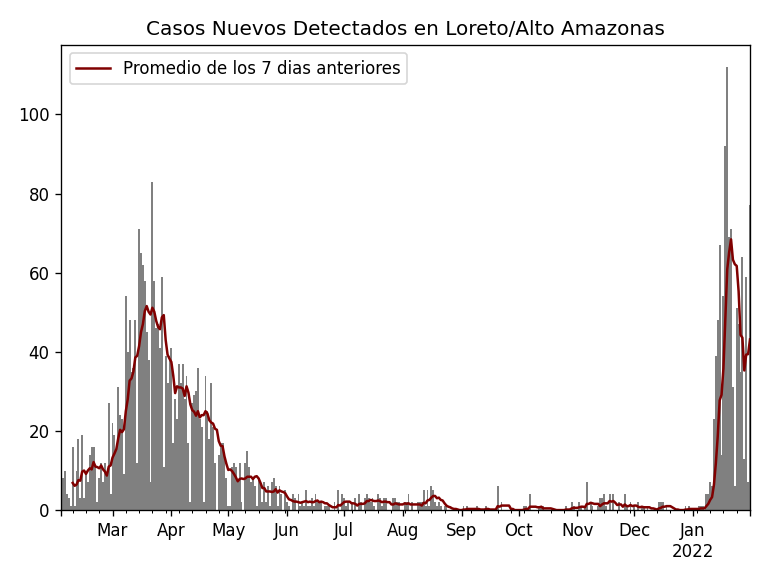 Casos Nuevos Detectados en Loreto/Alto Amazonas
Promedio de los 7 dias anteriores
100
80
60
40
20
0
Mar Apr May Jun Jul Aug Sep Oct Nov Dec Jan
2022